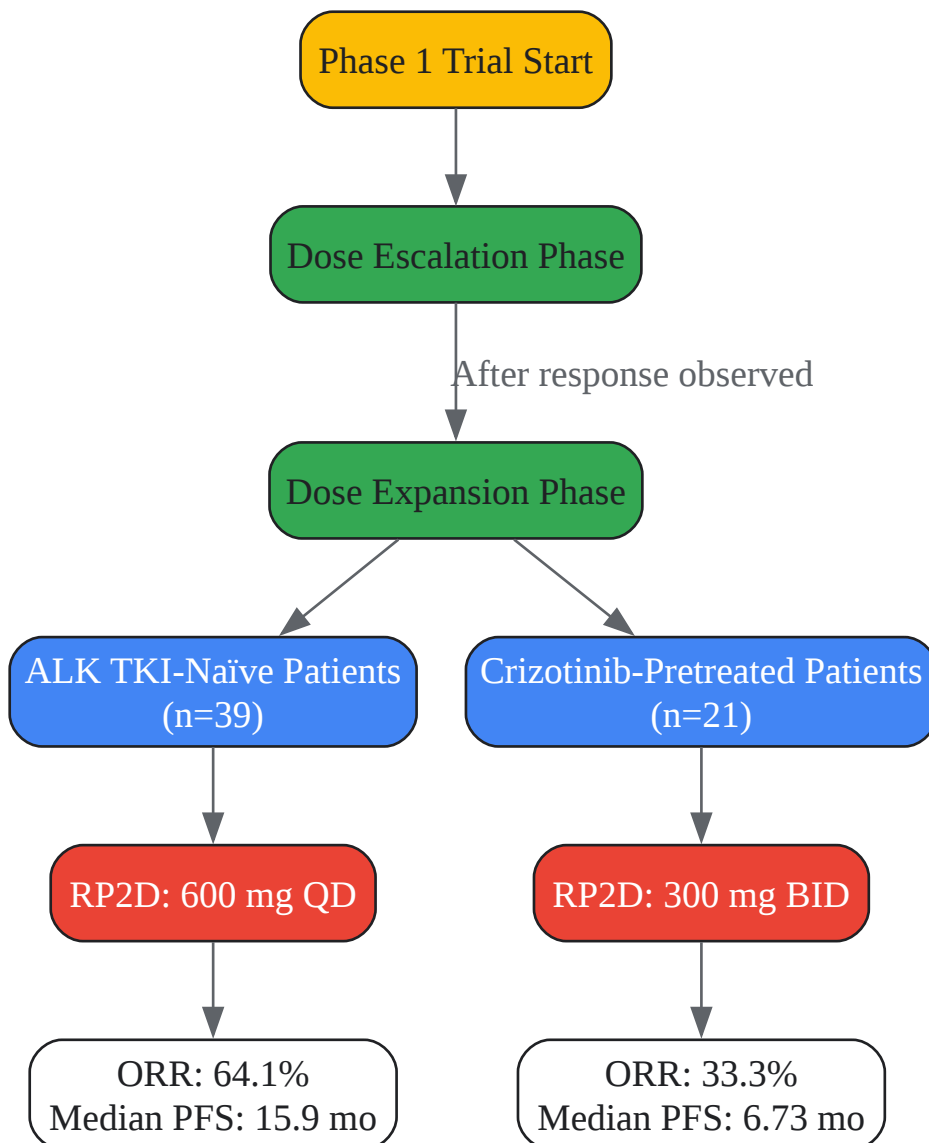 Phase 1 Trial Start
Dose Escalation Phase
After response observed
Dose Expansion Phase
ALK TKI-Naïve Patients
(n=39)
Crizotinib-Pretreated Patients
(n=21)
RP2D: 600 mg QD
RP2D: 300 mg BID
ORR: 64.1%
Median PFS: 15.9 mo
ORR: 33.3%
Median PFS: 6.73 mo